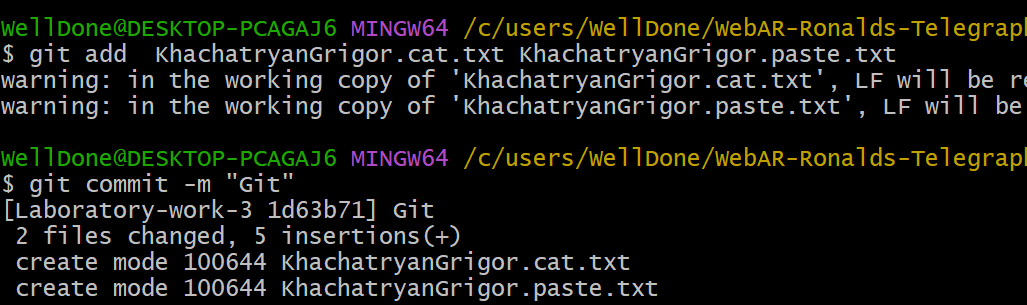 WellDone@DESKTOP-PCAGAJ6 MINGW64 /c/users/WellDone/WebAR-Ronalds-Telegraph
$ git add  KhachatryanGrigor.cat.txt KhachatryanGrigor.paste.txt
warning: in the working copy of 'KhachatryanGrigor.cat.txt', LF will be re
warning: in the working copy of 'KhachatryanGrigor.paste.txt', LF will be
WellDone@DESKTOP-PCAGAJ6 MINGW64 /c/users/WellDone/WebAR-Ronalds-Telegraph
$ git commit -m "Git"
[Laboratory-work-3 1d63b71] Git
 2 files changed, 5 insertions(+)
 create mode 100644 KhachatryanGrigor.cat.txt
 create mode 100644 KhachatryanGrigor.paste.txt